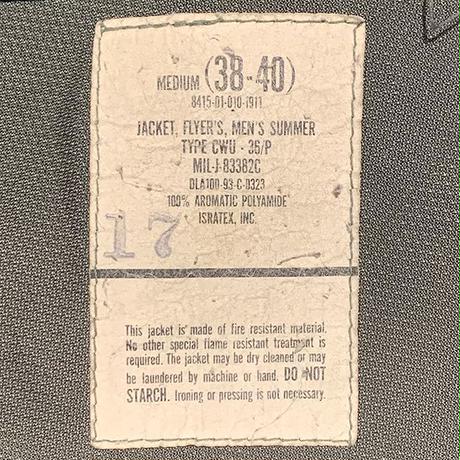 MEDIUM (38-40)
8415-01-010-1911
JACKET, FLYER'S, MEN'S SUMMER
TYPE CWU - 36/P
MIL-J-83382C
DLA100-93-C-0323
100% AROMATIC POLYAMIDE
ISRATEX, INC.
17
This jacket is made of fire resistant material.
No other special flame resistant treatment is
required. The jacket may be dry cleaned or may
be laundered by machine or hand. DO NOT
STARCH. Ironing or pressing is not necessary.